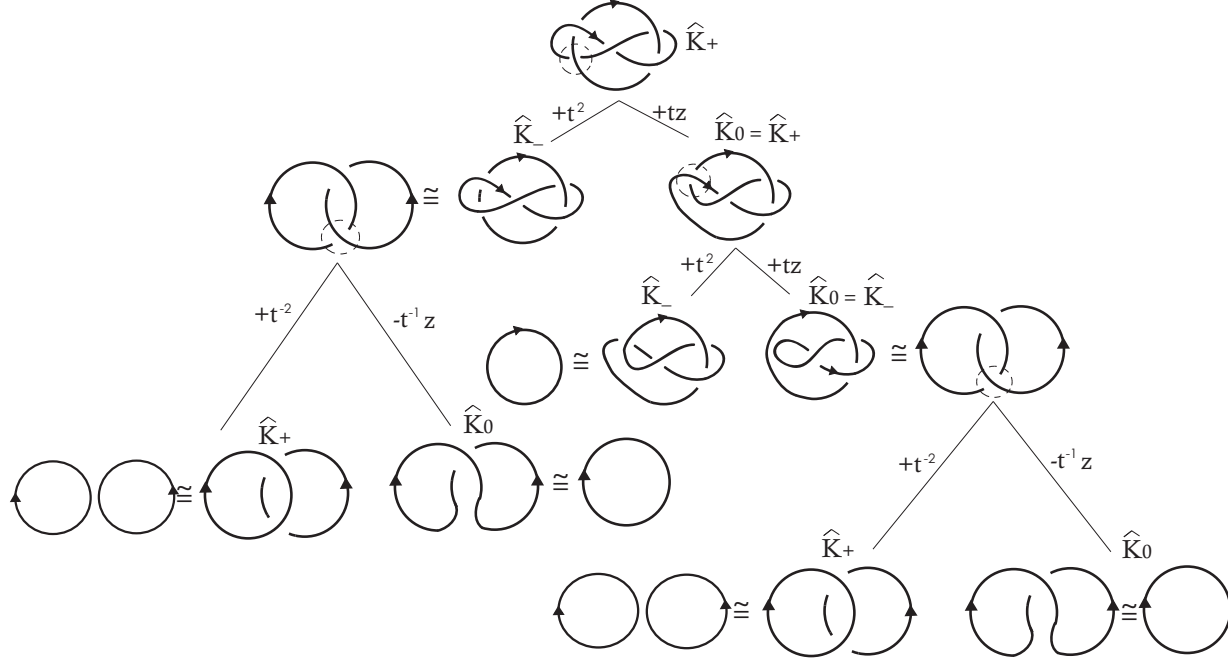 K̂+
+t² +tz
K̂_ K̂0 = K̂+
≅
+t² +tz
K̂_ K̂0 = K̂_
+t⁻² -t⁻¹ z
≅ ≅
K̂+ K̂0
≅ ≅
+t⁻² -t⁻¹ z
K̂+ K̂0
≅ ≅